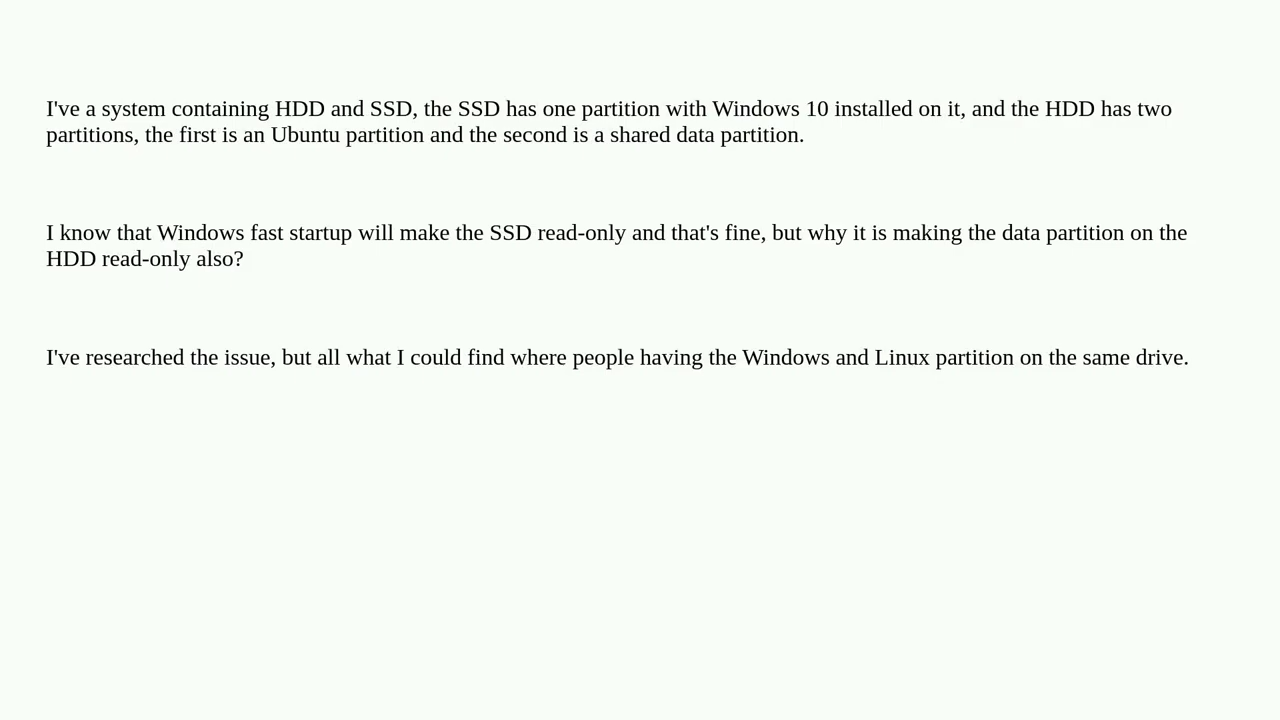 I've a system containing HDD and SSD, the SSD has one partition with Windows 10 installed on it, and the HDD has two
partitions, the first is an Ubuntu partition and the second is a shared data partition.
I know that Windows fast startup will make the SSD read-only and that's fine, but why it is making the data partition on the
HDD read-only also?
I've researched the issue, but all what I could find where people having the Windows and Linux partition on the same drive.